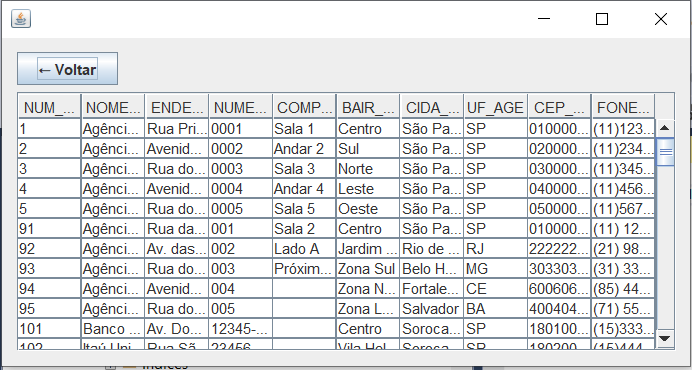 ← Voltar
NUM_... NOME... ENDE... NUME... COMP... BAIR_... CIDA_... UF_AGE CEP_... FONE...
1 Agênci... Rua Pri... 0001 Sala 1 Centro São Pa... SP 010000... (11)123...
2 Agênci... Avenid... 0002 Andar 2 Sul São Pa... SP 020000... (11)234...
3 Agênci... Rua do... 0003 Sala 3 Norte São Pa... SP 030000... (11)345...
4 Agênci... Avenid... 0004 Andar 4 Leste São Pa... SP 040000... (11)456...
5 Agênci... Rua do... 0005 Sala 5 Oeste São Pa... SP 050000... (11)567...
91 Agênci... Rua da... 001 Sala 2 Centro São Pa... SP 010000... (11) 12...
92 Agênci... Av. das... 002 Lado A Jardim ... Rio de ... RJ 222222... (21) 98...
93 Agênci... Rua do... 003 Próxim... Zona Sul Belo H... MG 303303... (31) 33...
94 Agênci... Avenid... 004 Zona N... Fortale... CE 600606... (85) 44...
95 Agênci... Rua do... 005 Zona L... Salvador BA 400404... (71) 55...
101 Banco ... Av. Do... 12345-... Centro Soroca... SP 180100... (15)333...
102 Itaú Uni... Rua Sã... 23456... Vila Hol... Soroca... SP 180200... (15)444...
Índices